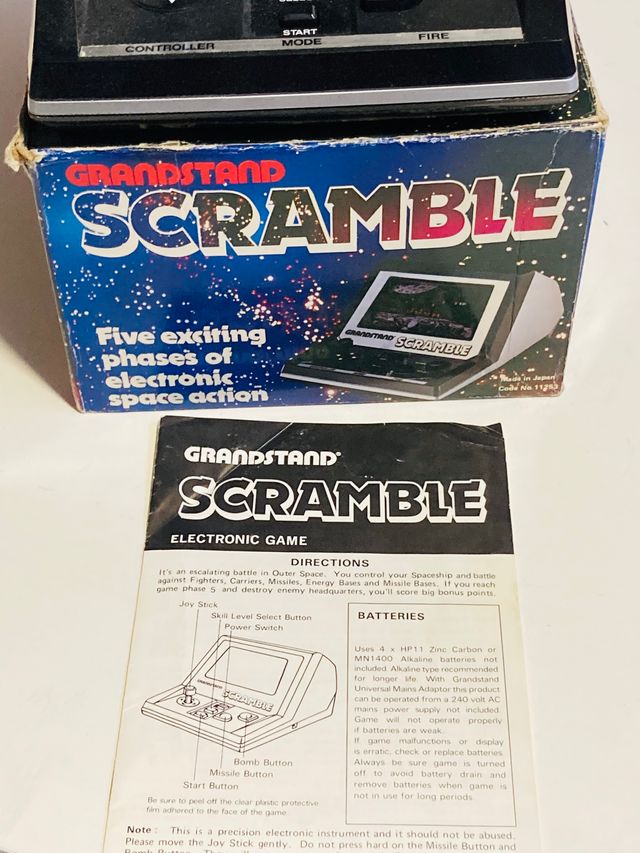 START
CONTROLLER MODE FIRE
GRANDSTAND
SCRAMBLE
GRANDSTAND SCRAMBLE
Five exciting
phases of
electronic
space action
Made in Japan
Code No 11253
GRANDSTAND®
SCRAMBLE
ELECTRONIC GAME
DIRECTIONS
It's an escalating battle in Outer Space. You control your Spaceship and battle
against Fighters, Carriers, Missiles, Energy Bases and Missile Bases. If you reach
game phase 5 and destroy enemy headquarters, you'll score big bonus points.
Joy Stick
Skill Level Select Button
Power Switch
GRANDSTAND
SCRAMBLE
Bomb Button
Missile Button
Start Button
Be sure to peel off the clear plastic protective
film adhered to the face of the game.
BATTERIES
Uses 4 x HP11 Zinc Carbon or
MN1400 Alkaline batteries not
included. Alkaline type recommended
for longer life. With Grandstand
Universal Mains Adaptor this product
can be operated from a 240 volt AC
mains power supply not included.
Game will not operate properly
if batteries are weak.
If game malfunctions or display
is erratic, check or replace batteries.
Always be sure game is turned
off to avoid battery drain and
remove batteries when game is
not in use for long periods.
Note: This is a precision electronic instrument and it should not be abused.
Please move the Joy Stick gently. Do not press hard on the Missile Button and